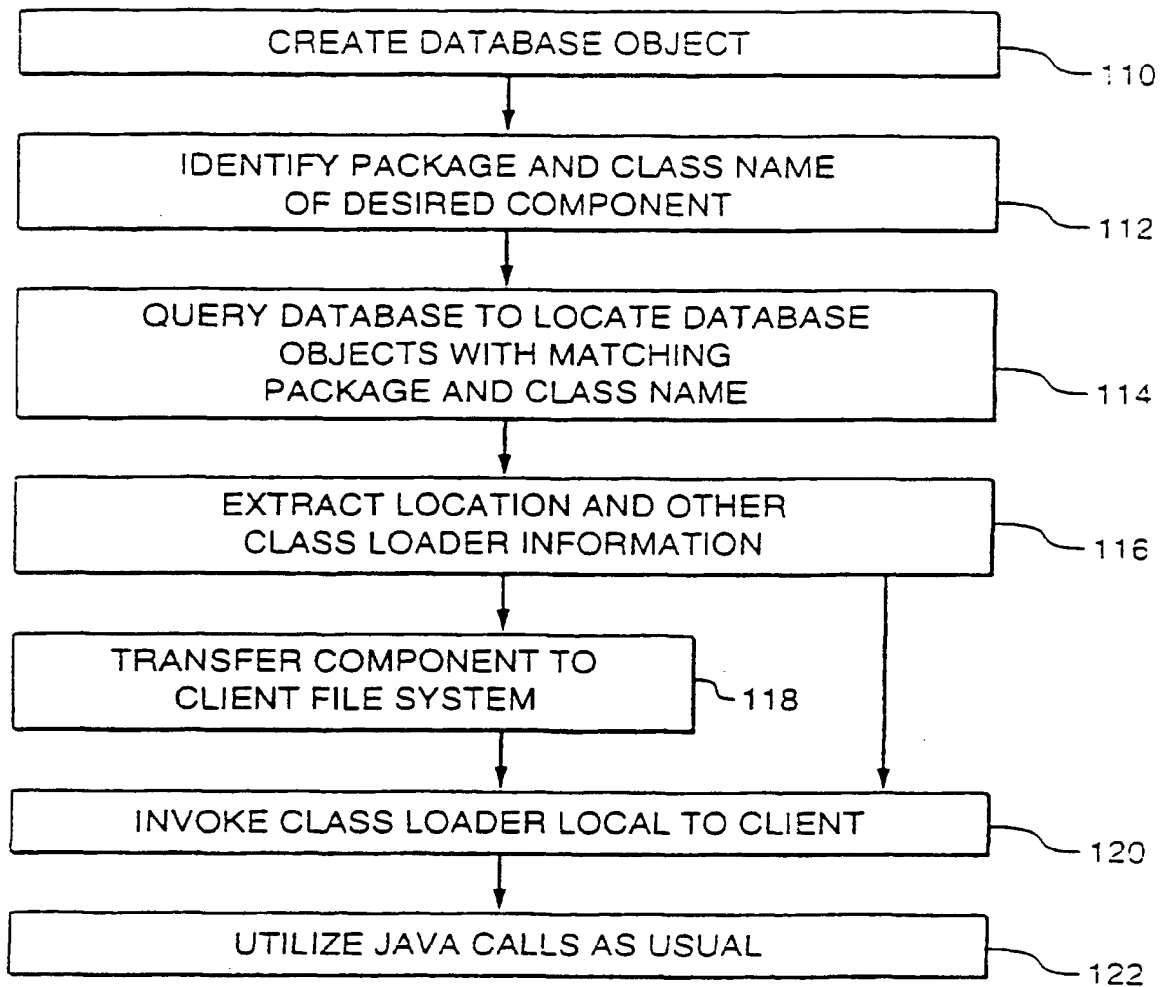 CREATE DATABASE OBJECT
110
IDENTIFY PACKAGE AND CLASS NAME
OF DESIRED COMPONENT
112
QUERY DATABASE TO LOCATE DATABASE
OBJECTS WITH MATCHING
PACKAGE AND CLASS NAME
114
EXTRACT LOCATION AND OTHER
CLASS LOADER INFORMATION
116
TRANSFER COMPONENT TO
CLIENT FILE SYSTEM
118
INVOKE CLASS LOADER LOCAL TO CLIENT
120
UTILIZE JAVA CALLS AS USUAL
122